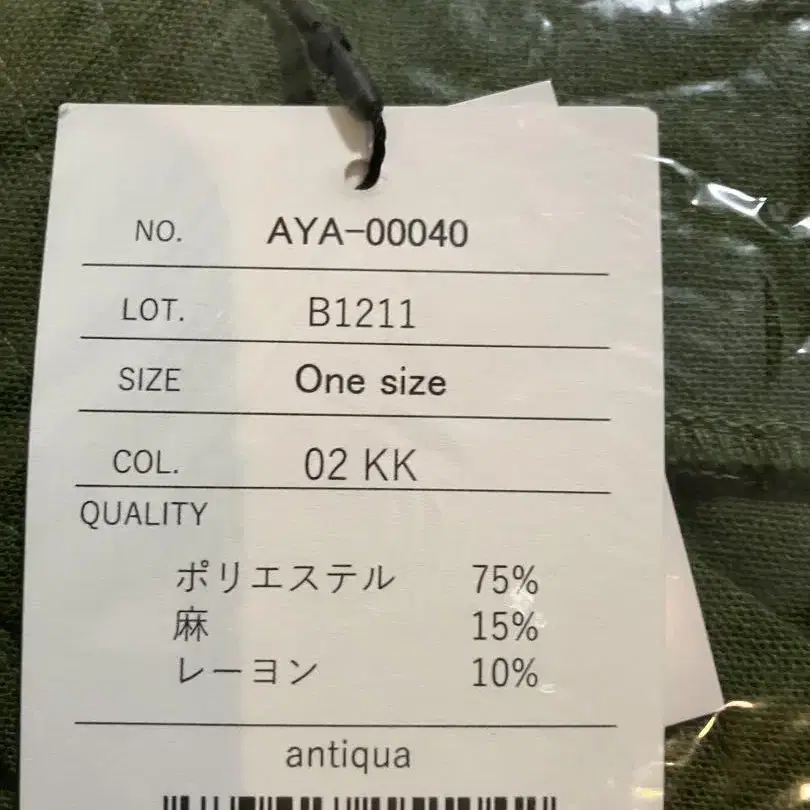 NO. AYA-00040
LOT. B1211
SIZE One size
COL. 02 KK
QUALITY
ポリエステル 75%
麻 15%
レーヨン 10%
antiqua